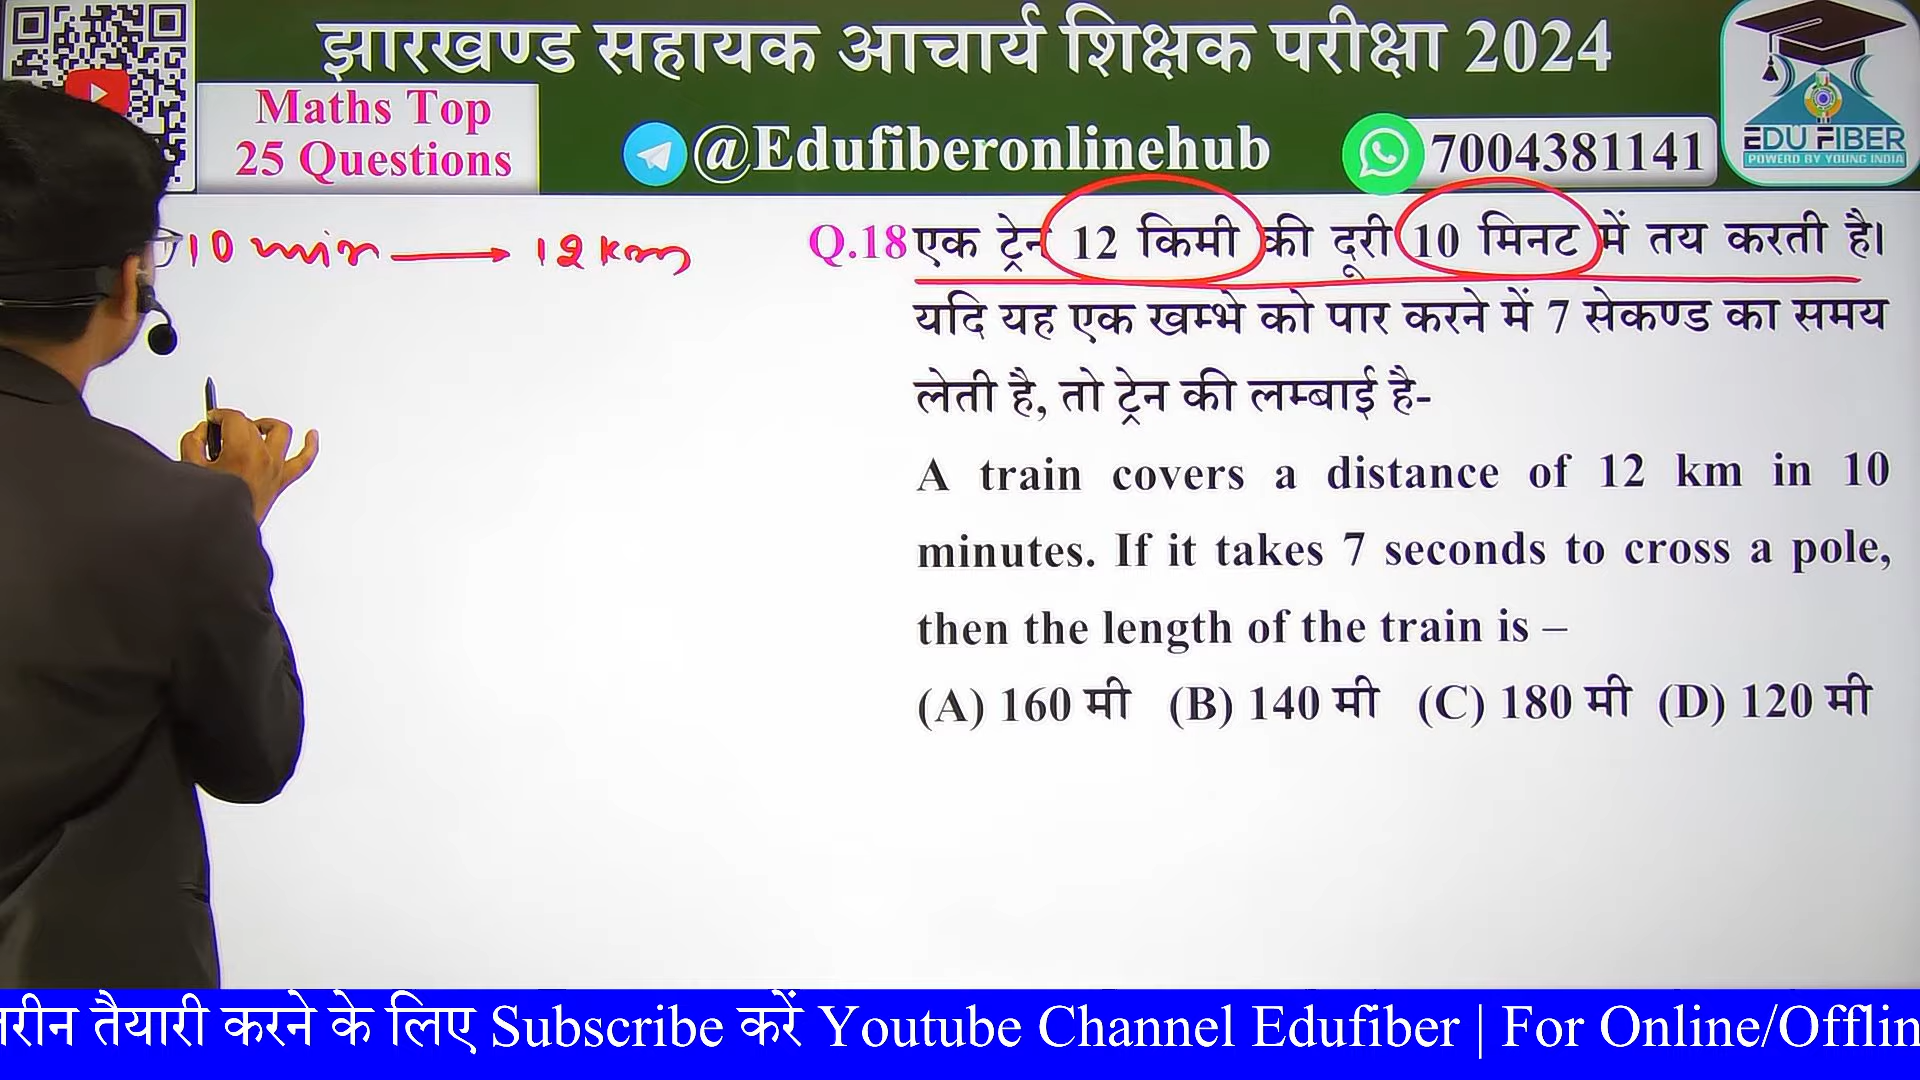 झारखण्ड सहायक आचार्य शिक्षक परीक्षा 2024
Maths Top
25 Questions
@Edufiberonlinehub
7004381141
EDU FIBER
POWERD BY YOUNG INDIA
10 min → 12 km
Q.18 एक ट्रेन 12 किमी की दूरी 10 मिनट में तय करती है।
यदि यह एक खम्भे को पार करने में 7 सेकण्ड का समय
लेती है, तो ट्रेन की लम्बाई है-
A train covers a distance of 12 km in 10
minutes. If it takes 7 seconds to cross a pole,
then the length of the train is –
(A) 160 मी (B) 140 मी (C) 180 मी (D) 120 मी
तैयारी करने के लिए Subscribe करें Youtube Channel Edufiber | For Online/Offlin